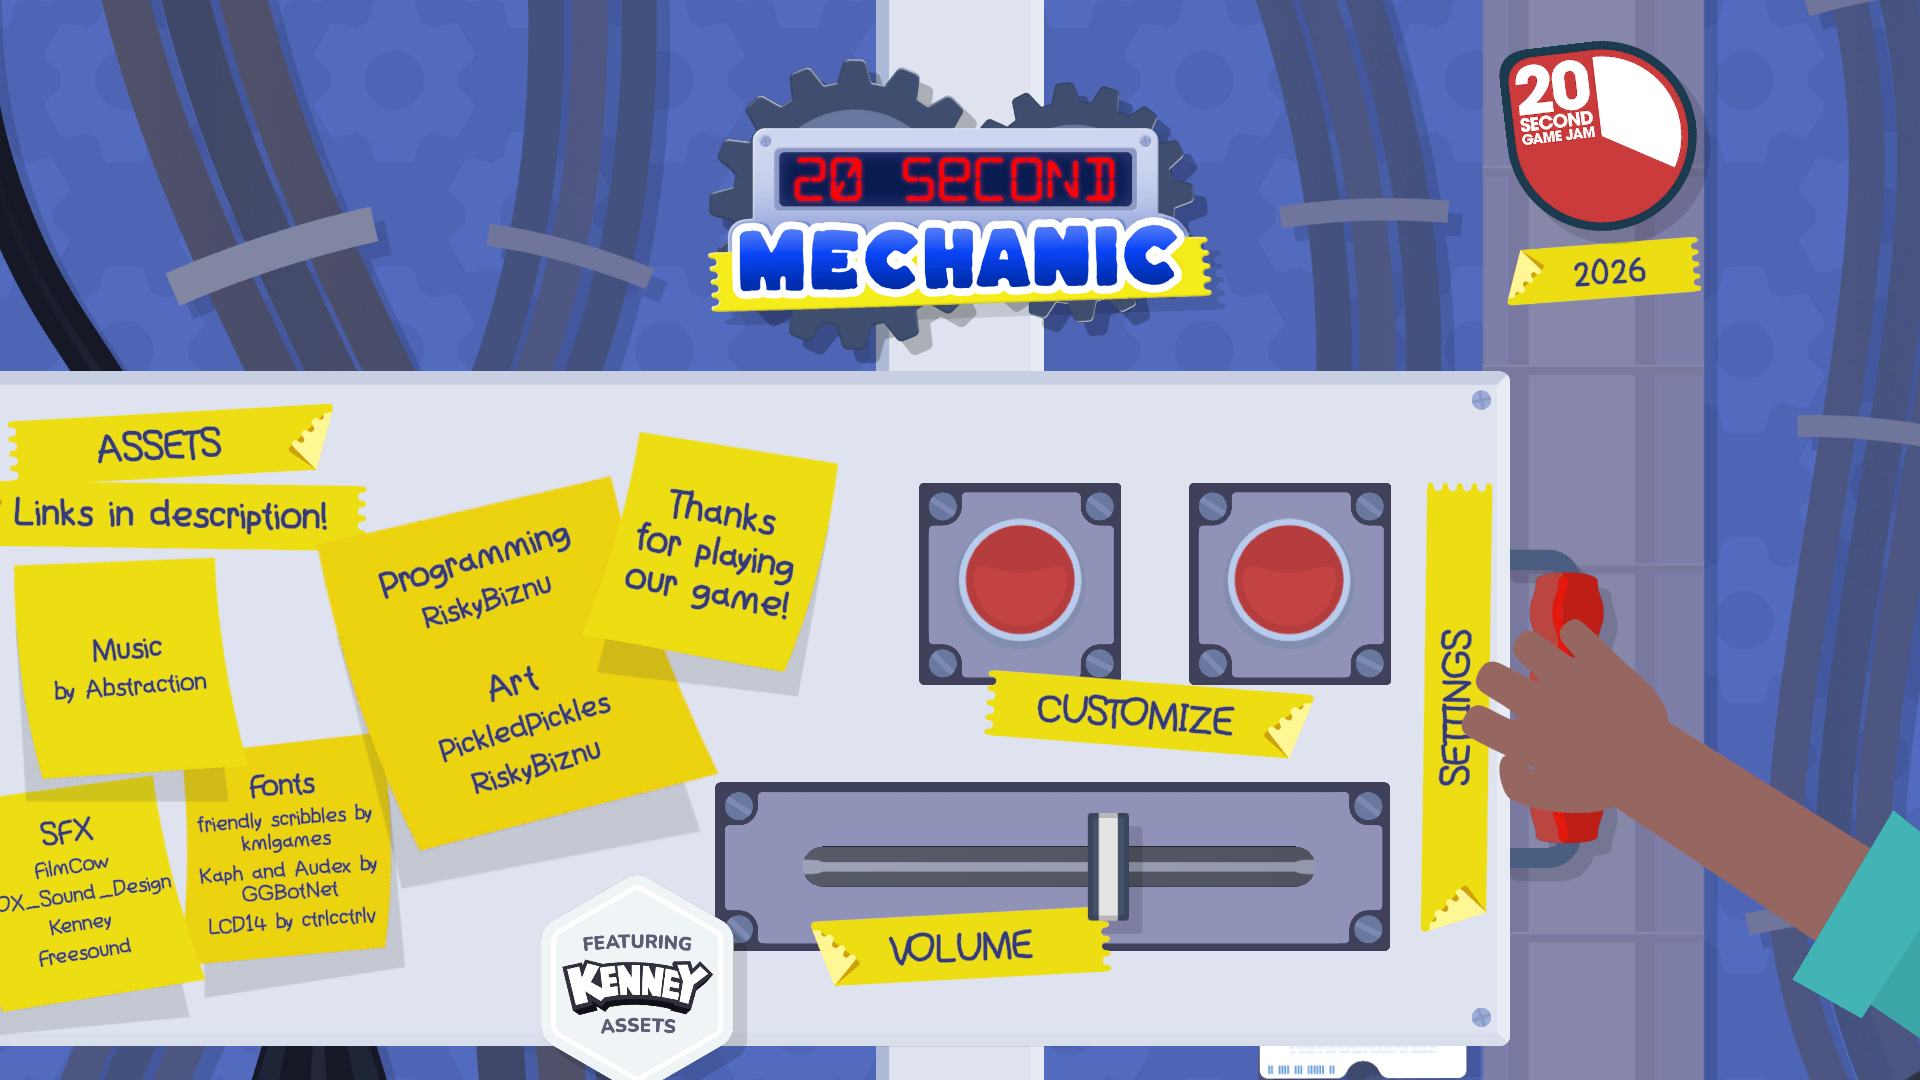 20 SECOND
MECHANIC
20
SECOND
GAME JAM
2026
ASSETS
Links in description!
Music
by Abstraction
SFX
FilmCow
OX_Sound_Design
Kenney
Freesound
Fonts
friendly scribbles by
kmlgames
Kaph and Audex by
GGBotNet
LCD14 by ctrlcctrlv
Programming
RiskyBiznu
Art
PickledPickles
RiskyBiznu
Thanks
for playing
our game!
CUSTOMIZE
SETTINGS
VOLUME
FEATURING
KENNEY
ASSETS